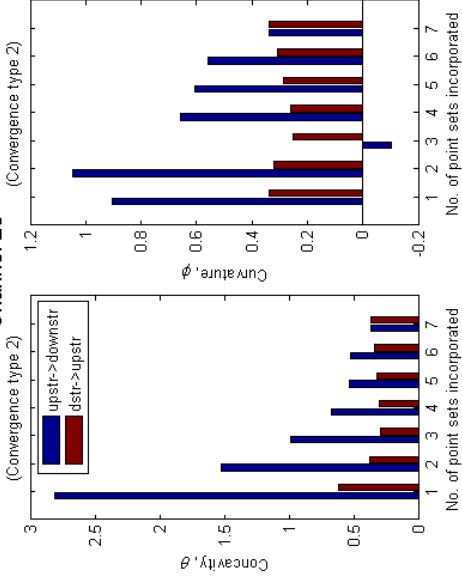 (Convergence type 2)
3
2.5
2
1.5
1
0.5
0
Concavity, θ
upstr->downstr
dstr->upstr
1 2 3 4 5 6 7
No. of point sets incorporated
(Convergence type 2)
1.2
1
0.8
0.6
0.4
0.2
0
-0.2
Curvature, φ
1 2 3 4 5 6 7
No. of point sets incorporated